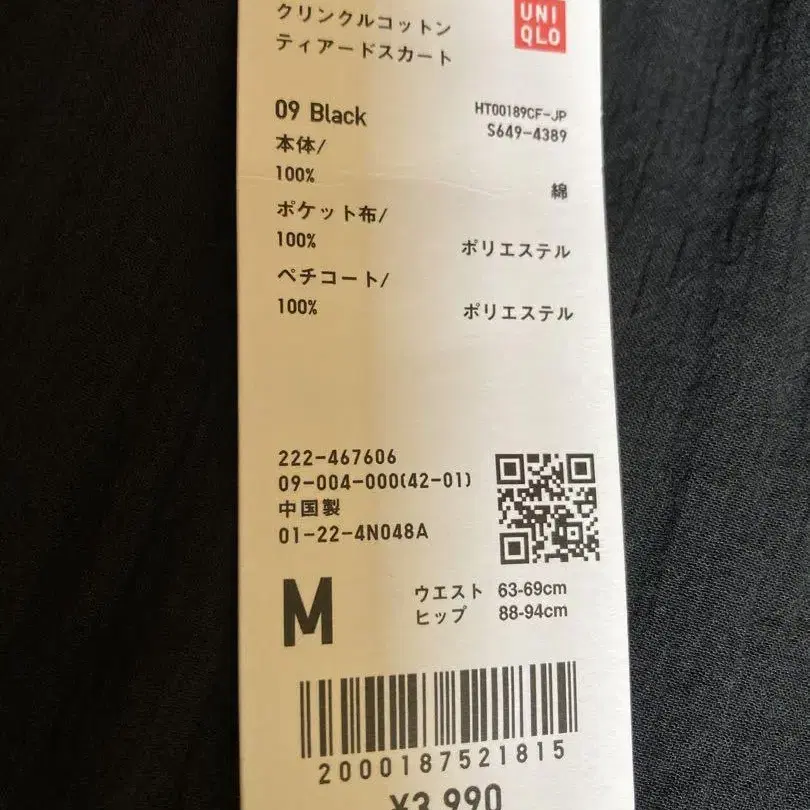 クリンクルコットン
ティアードスカート
UNI
QLO
09 Black
HT00189CF-JP
S649-4389
本体/
100%
綿
ポケット布/
100%
ポリエステル
ペチコート/
100%
ポリエステル
222-467606
09-004-000(42-01)
中国製
01-22-4N048A
M
ウエスト 63-69cm
ヒップ 88-94cm
2000187521815
¥3,990